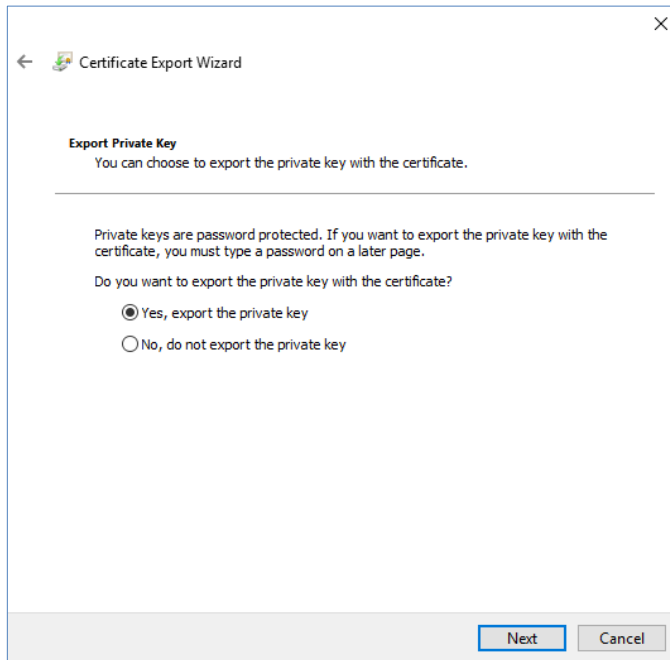 Certificate Export Wizard
Export Private Key
You can choose to export the private key with the certificate.
Private keys are password protected. If you want to export the private key with the
certificate, you must type a password on a later page.
Do you want to export the private key with the certificate?
Yes, export the private key
No, do not export the private key
Next Cancel